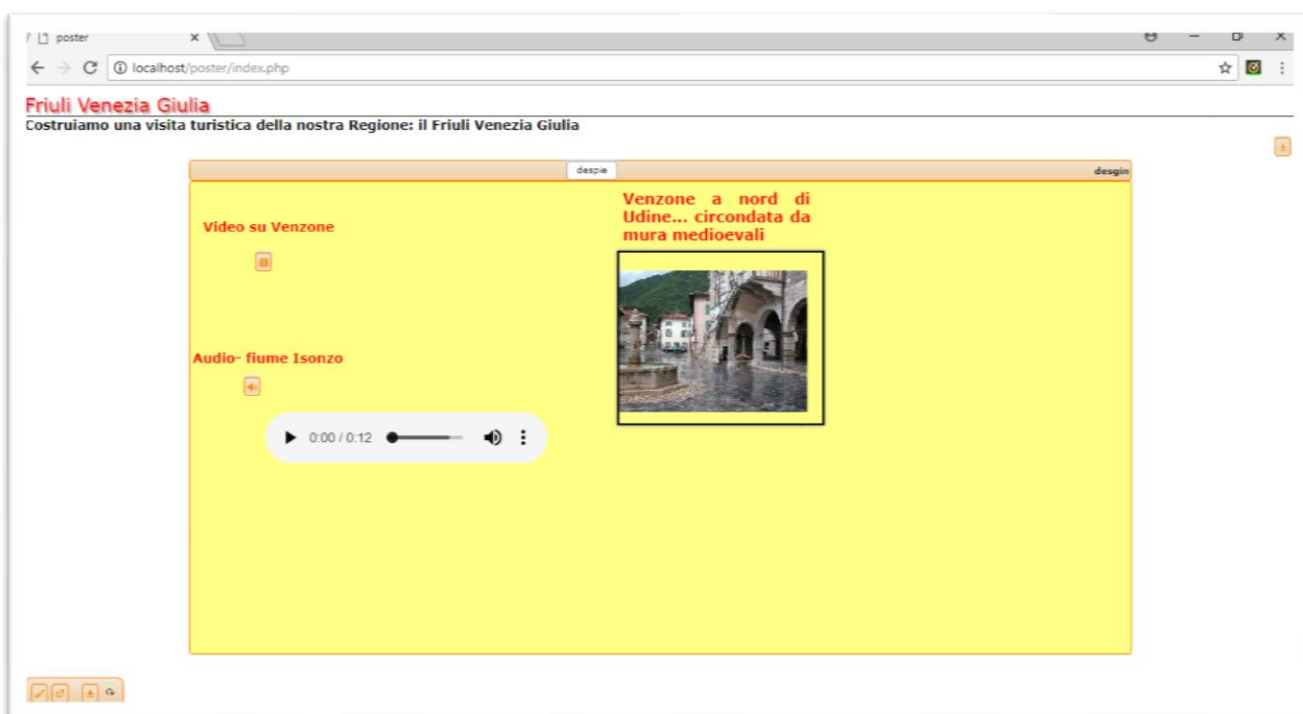 poster
localhost/poster/index.php
Friuli Venezia Giulia
Costruiamo una visita turistica della nostra Regione: il Friuli Venezia Giulia
despie
desgin
Video su Venzone
Venzone a nord di
Udine... circondata da
mura medioevali
Audio- fiume Isonzo
0:00 / 0:12